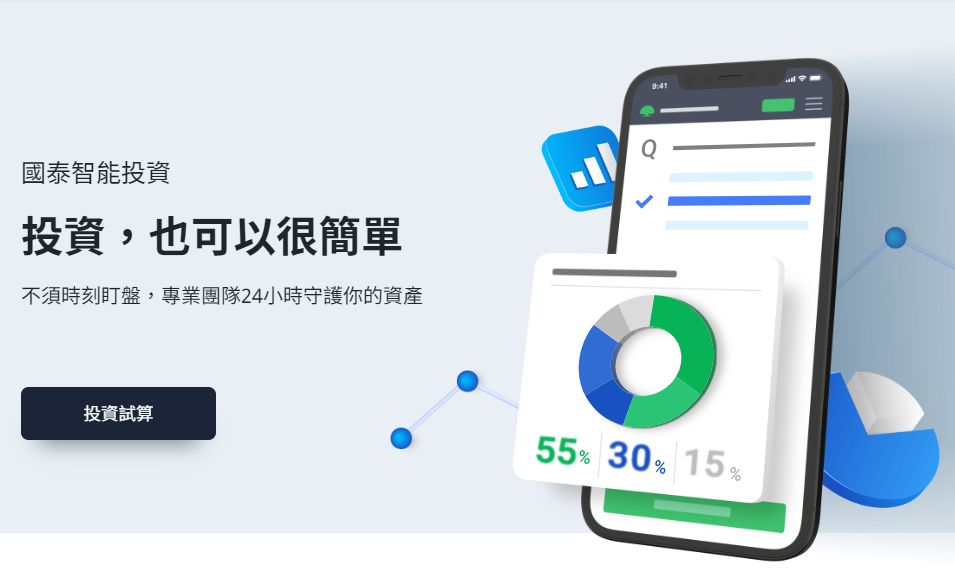 國泰智能投資
投資，也可以很簡單
不須時刻盯盤，專業團隊24小時守護你的資產
投資試算
9:41
Q
55%
30%
15%